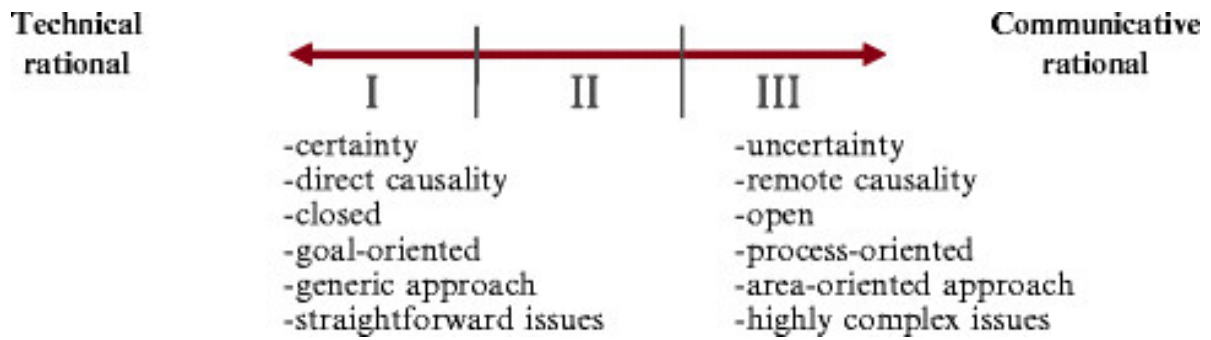 Technical
rational
Communicative
rational
I
II
III
-certainty
-direct causality
-closed
-goal-oriented
-generic approach
-straightforward issues
-uncertainty
-remote causality
-open
-process-oriented
-area-oriented approach
-highly complex issues